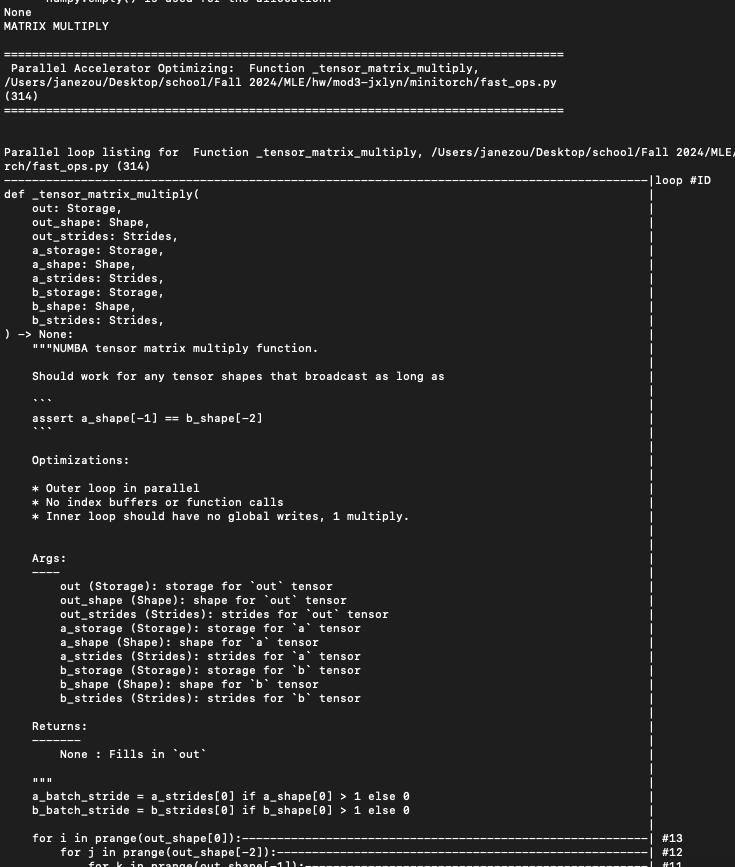 numpy.empty() is used for the allocation.
None
MATRIX MULTIPLY
================================================================================
 Parallel Accelerator Optimizing:  Function _tensor_matrix_multiply,
/Users/janezou/Desktop/school/Fall 2024/MLE/hw/mod3-jxlyn/minitorch/fast_ops.py
(314)
================================================================================
Parallel loop listing for  Function _tensor_matrix_multiply, /Users/janezou/Desktop/school/Fall 2024/MLE/
rch/fast_ops.py (314)
--------------------------------------------------------------------------------------------|loop #ID
def _tensor_matrix_multiply(                                                                |
    out: Storage,                                                                           |
    out_shape: Shape,                                                                       |
    out_strides: Strides,                                                                   |
    a_storage: Storage,                                                                     |
    a_shape: Shape,                                                                         |
    a_strides: Strides,                                                                     |
    b_storage: Storage,                                                                     |
    b_shape: Shape,                                                                         |
    b_strides: Strides,                                                                     |
) -> None:                                                                                  |
    """NUMBA tensor matrix multiply function.                                               |
                                                                                            |
    Should work for any tensor shapes that broadcast as long as                             |
                                                                                            |
    ```                                                                                     |
    assert a_shape[-1] == b_shape[-2]                                                       |
    ```                                                                                     |
                                                                                            |
    Optimizations:                                                                          |
                                                                                            |
    * Outer loop in parallel                                                                |
    * No index buffers or function calls                                                    |
    * Inner loop should have no global writes, 1 multiply.                                  |
                                                                                            |
                                                                                            |
    Args:                                                                                   |
    ----                                                                                    |
        out (Storage): storage for `out` tensor                                             |
        out_shape (Shape): shape for `out` tensor                                           |
        out_strides (Strides): strides for `out` tensor                                     |
        a_storage (Storage): storage for `a` tensor                                         |
        a_shape (Shape): shape for `a` tensor                                               |
        a_strides (Strides): strides for `a` tensor                                         |
        b_storage (Storage): storage for `b` tensor                                         |
        b_shape (Shape): shape for `b` tensor                                               |
        b_strides (Strides): strides for `b` tensor                                         |
                                                                                            |
    Returns:                                                                                |
    -------                                                                                 |
        None : Fills in `out`                                                               |
                                                                                            |
    """                                                                                     |
    a_batch_stride = a_strides[0] if a_shape[0] > 1 else 0                                  |
    b_batch_stride = b_strides[0] if b_shape[0] > 1 else 0                                  |
                                                                                            |
    for i in prange(out_shape[0]):----------------------------------------------------------| #13
        for j in prange(out_shape[-2]):-----------------------------------------------------| #12
            for k in prange(out_shape[-1]):-------------------------------------------------| #11